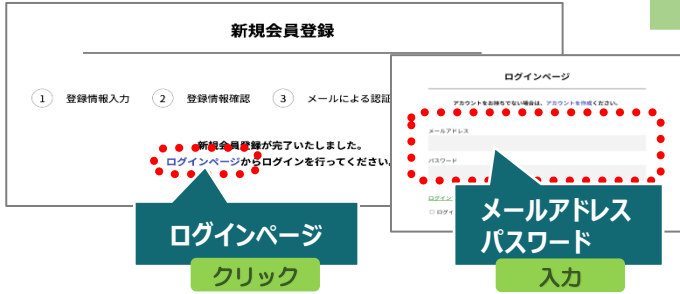 新規会員登録
1 登録情報入力 2 登録情報確認 3 メールによる認証
新規会員登録が完了いたしました。
ログインページからログインを行ってください。
ログインページ
クリック
ログインページ
アカウントをお持ちでない場合は、アカウントを作成ください。
メールアドレス
パスワード
ログイン
ログイ
メールアドレス
パスワード
入力